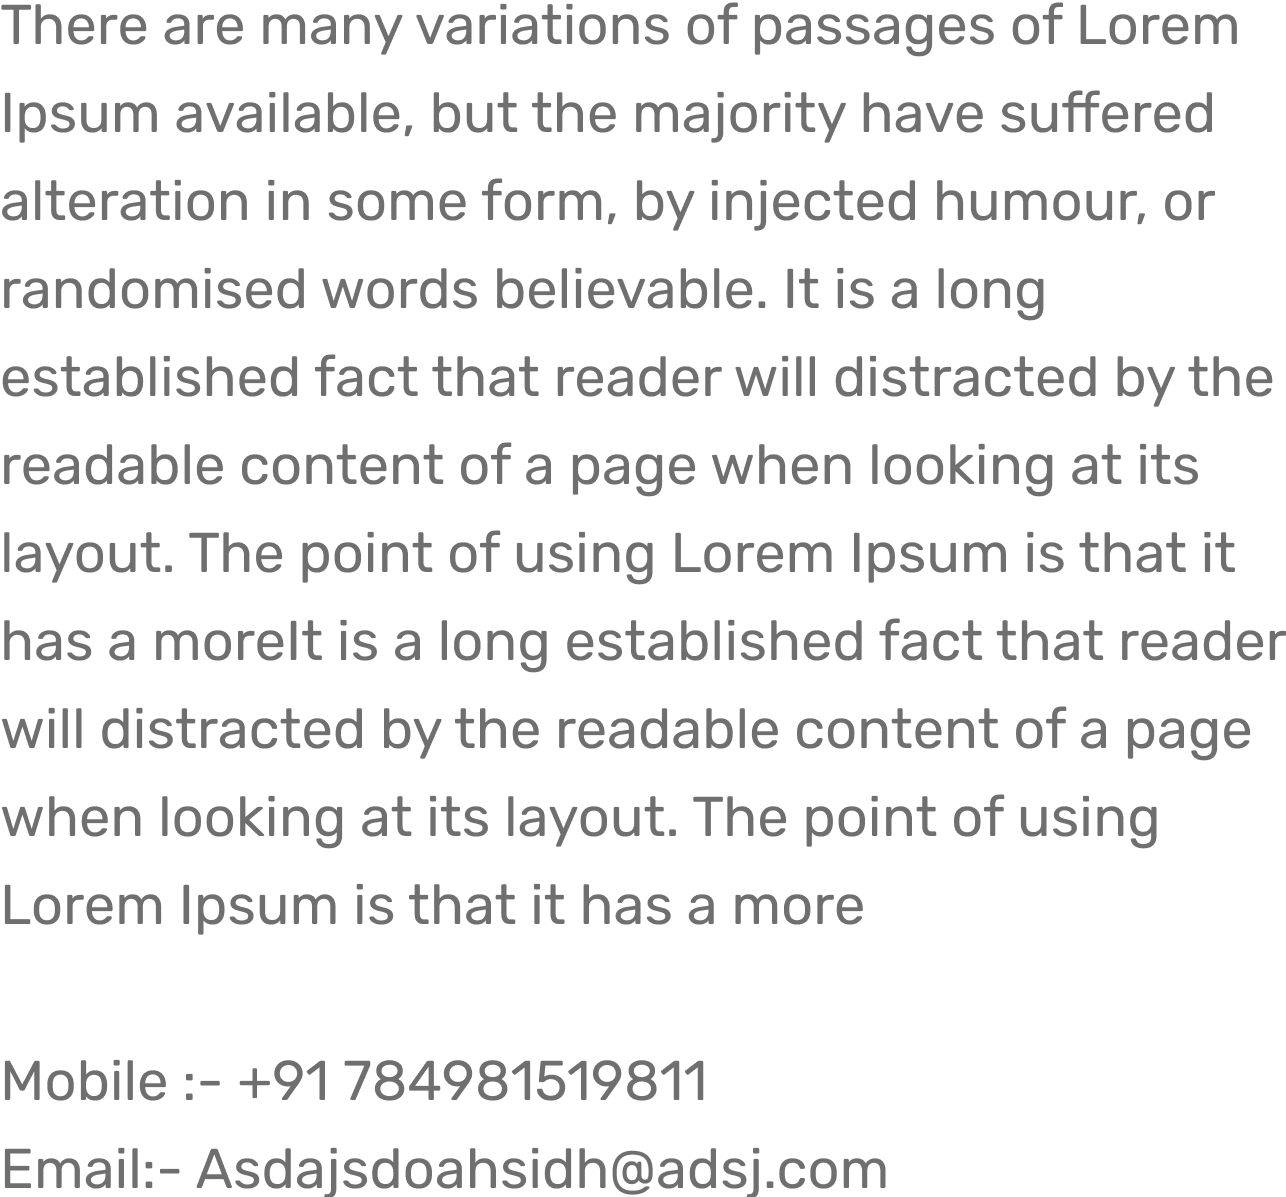 There are many variations of passages of Lorem
Ipsum available, but the majority have suffered
alteration in some form, by injected humour, or
randomised words believable. It is a long
established fact that reader will distracted by the
readable content of a page when looking at its
layout. The point of using Lorem Ipsum is that it
has a moreIt is a long established fact that reader
will distracted by the readable content of a page
when looking at its layout. The point of using
Lorem Ipsum is that it has a more
Mobile :- +91 784981519811
Email:- Asdajsdoahsidh@adsj.com